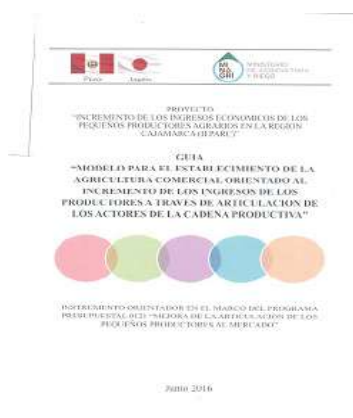 Perú Japón
MINISTERIO
DE AGRICULTURA
Y RIEGO
MI
NA
GRI
PROYECTO
“INCREMENTO DE LOS INGRESOS ECONOMICOS DE LOS
PEQUEÑOS PRODUCTORES AGRARIOS EN LA REGION
CAJAMARCA (IEPARC)”
GUIA
“MODELO PARA EL ESTABLECIMIENTO DE LA
AGRICULTURA COMERCIAL ORIENTADO AL
INCREMENTO DE LOS INGRESOS DE LOS
PRODUCTORES A TRAVES DE ARTICULACION DE
LOS ACTORES DE LA CADENA PRODUCTIVA”
INSTRUMENTO ORIENTADOR EN EL MARCO DEL PROGRAMA
PRESUPUESTAL 0121 “MEJORA DE LA ARTICULACION DE LOS
PEQUEÑOS PRODUCTORES AL MERCADO”
Junio 2016